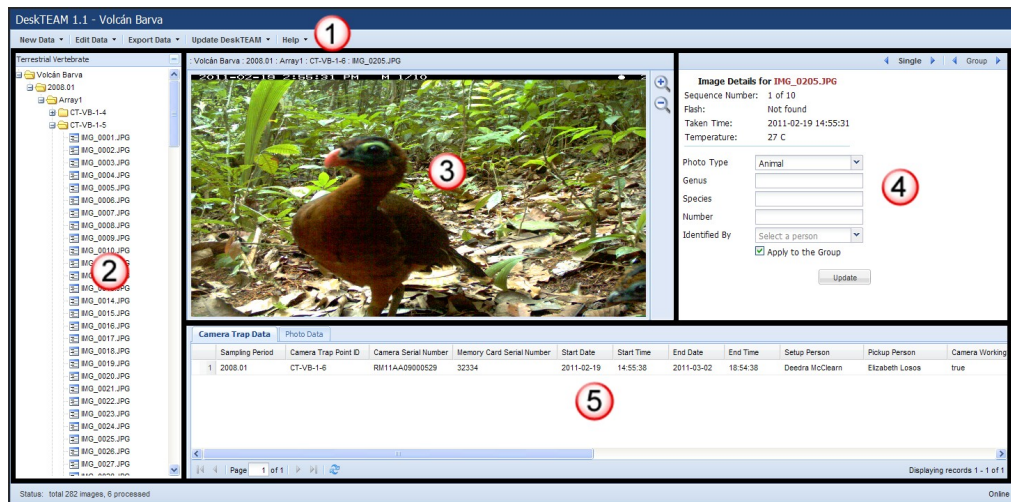 DeskTEAM 1.1 - Volcán Barva
New Data Edit Data Export Data Update DeskTEAM Help
1
Terrestrial Vertebrate
Volcán Barva
2008.01
Array1
CT-VB-1-4
CT-VB-1-5
IMG_0001.JPG
IMG_0002.JPG
IMG_0003.JPG
IMG_0004.JPG
IMG_0005.JPG
IMG_0006.JPG
IMG_0007.JPG
IMG_0008.JPG
IMG_0009.JPG
IMG_0010.JPG
2
IMG_0014.JPG
IMG_0015.JPG
IMG_0016.JPG
IMG_0017.JPG
IMG_0018.JPG
IMG_0019.JPG
IMG_0020.JPG
IMG_0021.JPG
IMG_0022.JPG
IMG_0023.JPG
IMG_0024.JPG
IMG_0025.JPG
IMG_0026.JPG
IMG_0027.JPG
: Volcán Barva : 2008.01 : Array1 : CT-VB-1-6 : IMG_0205.JPG
2011-02-19 2:55:31 PM M 1/10
3
Single Group
Image Details for IMG_0205.JPG
Sequence Number: 1 of 10
Flash: Not found
Taken Time: 2011-02-19 14:55:31
Temperature: 27 C
Photo Type Animal
Genus
Species
Number
Identified By Select a person
Apply to the Group
Update
4
Camera Trap Data Photo Data
Sampling Period Camera Trap Point ID Camera Serial Number Memory Card Serial Number Start Date Start Time End Date End Time Setup Person Pickup Person Camera Working
1 2008.01 CT-VB-1-6 RM11AA09000529 32334 2011-02-19 14:55:38 2011-03-02 18:54:38 Deedra McClearn Elizabeth Losos true
5
Page 1 of 1 Displaying records 1 - 1 of 1
Status: total 282 images, 6 processed Online